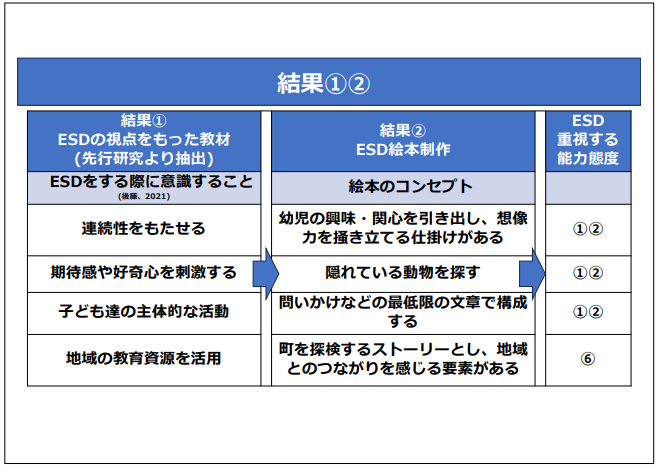 結果①②
結果①
ESDの視点をもった教材
(先行研究より抽出)
結果②
ESD絵本制作
ESD
重視する
能力態度
ESDをする際に意識すること
(後藤、2021)
絵本のコンセプト
連続性をもたせる
幼児の興味・関心を引き出し、想像
力を掻き立てる仕掛けがある
①②
期待感や好奇心を刺激する
隠れている動物を探す
①②
子ども達の主体的な活動
問いかけなどの最低限の文章で構成
する
①②
地域の教育資源を活用
町を探検するストーリーとし、地域
とのつながりを感じる要素がある
⑥